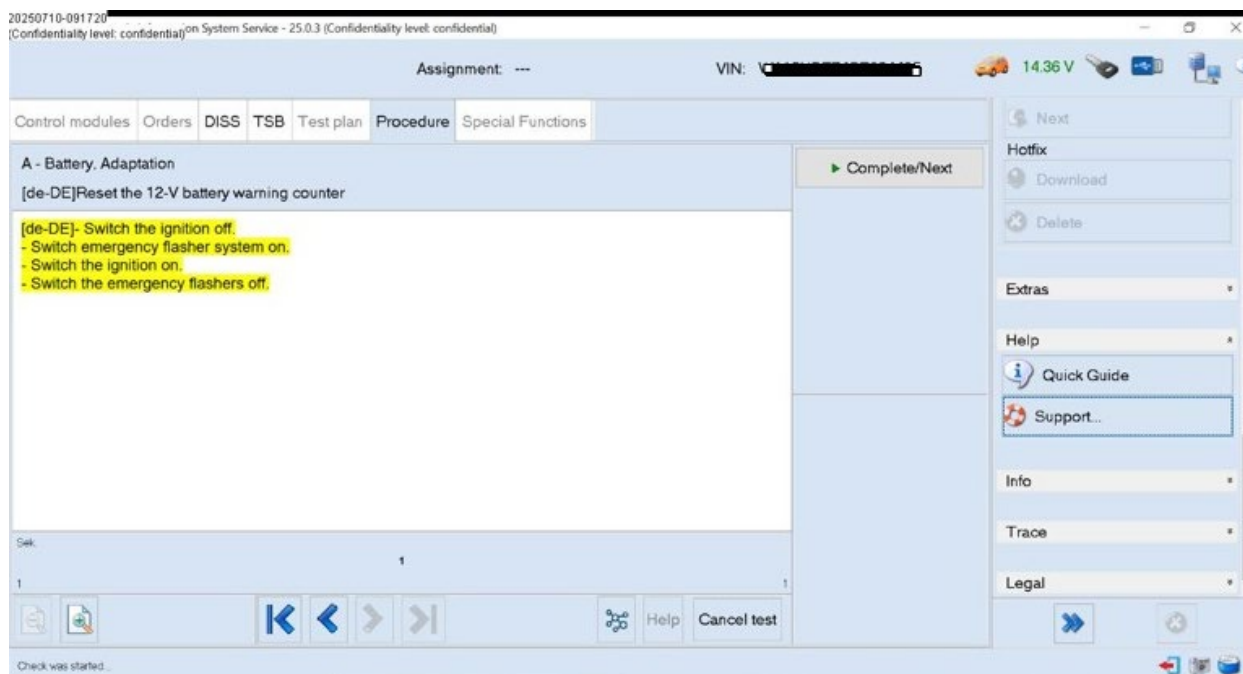 20250710-091720
(Confidentiality level: confidential)on System Service - 25.0.3 (Confidentiality level: confidential)
Assignment: ---
VIN:
14.36 V
Control modules Orders DISS TSB Test plan Procedure Special Functions
A - Battery, Adaptation
[de-DE]Reset the 12-V battery warning counter
Complete/Next
[de-DE]- Switch the ignition off.
- Switch emergency flasher system on.
- Switch the ignition on.
- Switch the emergency flashers off.
Sek.
1
1
1
Help
Cancel test
Check was started...
Next
Hotfix
Download
Delete
Extras
Help
Quick Guide
Support...
Info
Trace
Legal